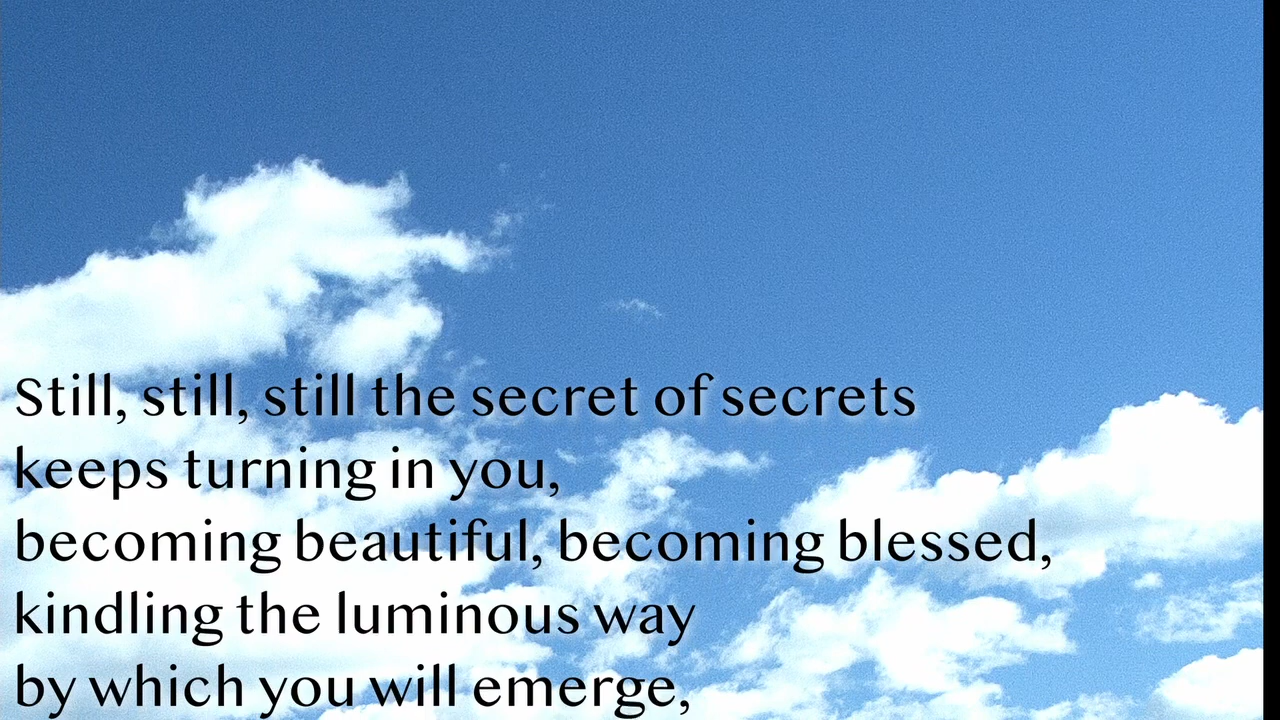 Still, still, still the secret of secrets
keeps turning in you,
becoming beautiful, becoming blessed,
kindling the luminous way
by which you will emerge,